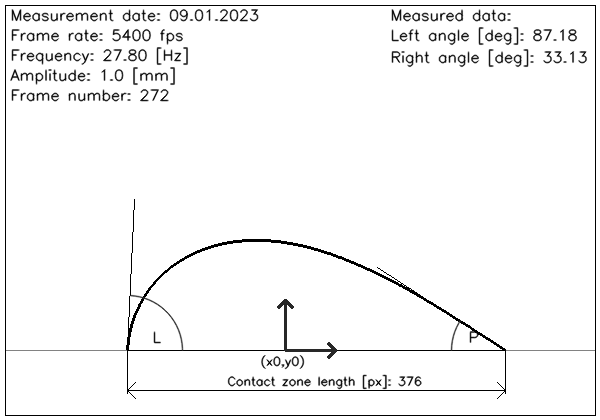 Measurement date: 09.01.2023
Frame rate: 5400 fps
Frequency: 27.80 [Hz]
Amplitude: 1.0 [mm]
Frame number: 272
Measured data:
Left angle [deg]: 87.18
Right angle [deg]: 33.13
L
P
(x0,y0)
Contact zone length [px]: 376